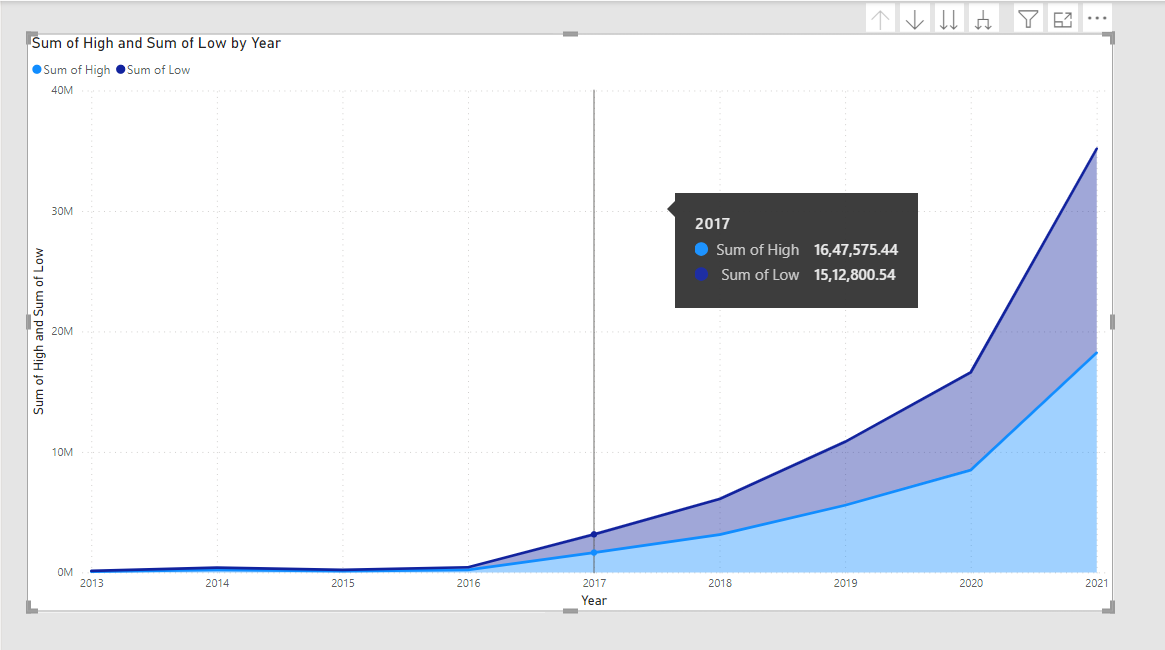 Sum of High and Sum of Low by Year
Sum of High Sum of Low
40M
30M
20M
10M
0M
Sum of High and Sum of Low
2017
Sum of High 16,47,575.44
Sum of Low 15,12,800.54
2013 2014 2015 2016 2017 2018 2019 2020 2021
Year